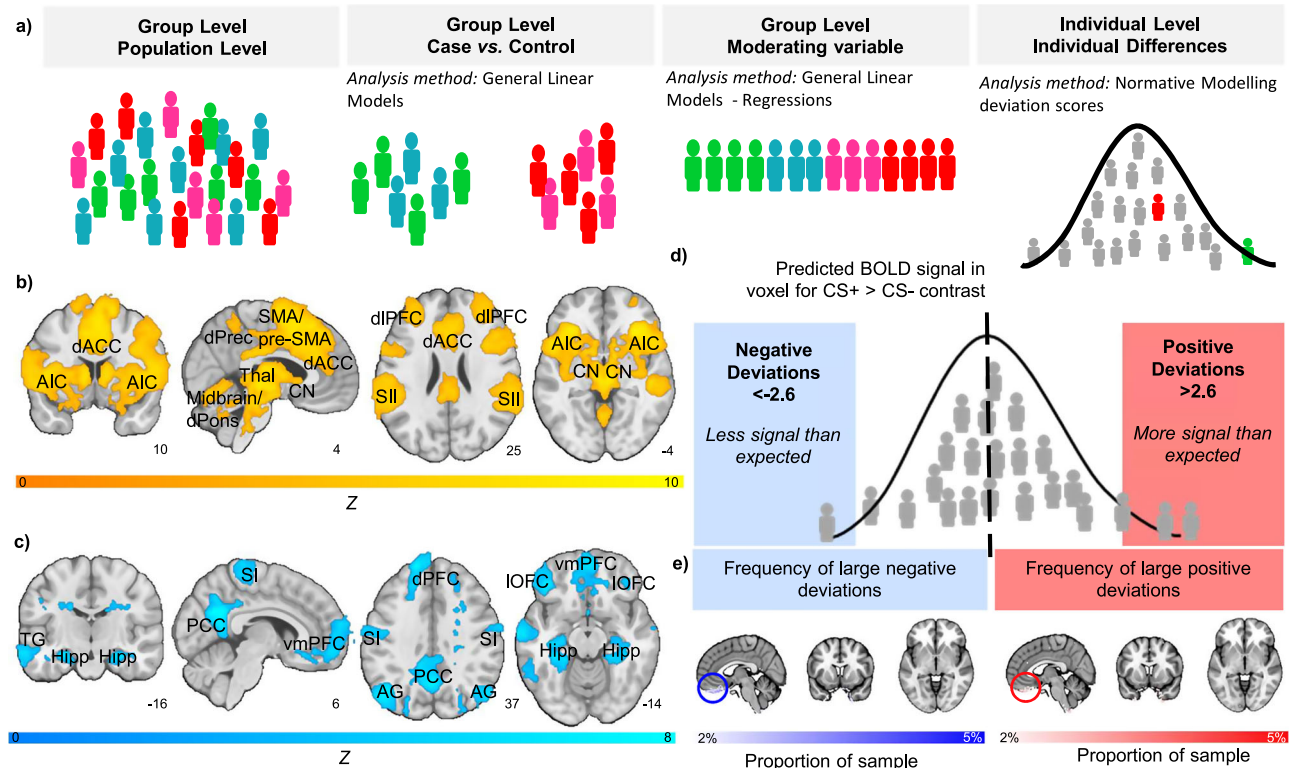 a)
Group Level
Population Level
Group Level
Case vs. Control
Analysis method: General Linear
Models
Group Level
Moderating variable
Analysis method: General Linear
Models - Regressions
Individual Level
Individual Differences
Analysis method: Normative Modelling
deviation scores
b)
dACC
AIC
AIC
10
SMA/
pre-SMA
dPrec
dACC
Thal
CN
Midbrain/
dPons
4
dlPFC
dlPFC
dACC
SII
SII
25
AIC
AIC
CN
CN
-4
0
10
Z
c)
TG
Hipp
Hipp
-16
SI
PCC
vmPFC
6
dPFC
SI
SI
PCC
AG
AG
37
vmPFC
lOFC
lOFC
Hipp
Hipp
-14
0
8
Z
d)
Predicted BOLD signal in
voxel for CS+ > CS- contrast
Negative
Deviations
<-2.6
Less signal than
expected
Positive
Deviations
>2.6
More signal than
expected
e)
Frequency of large negative
deviations
Frequency of large positive
deviations
2%
5%
Proportion of sample
2%
5%
Proportion of sample